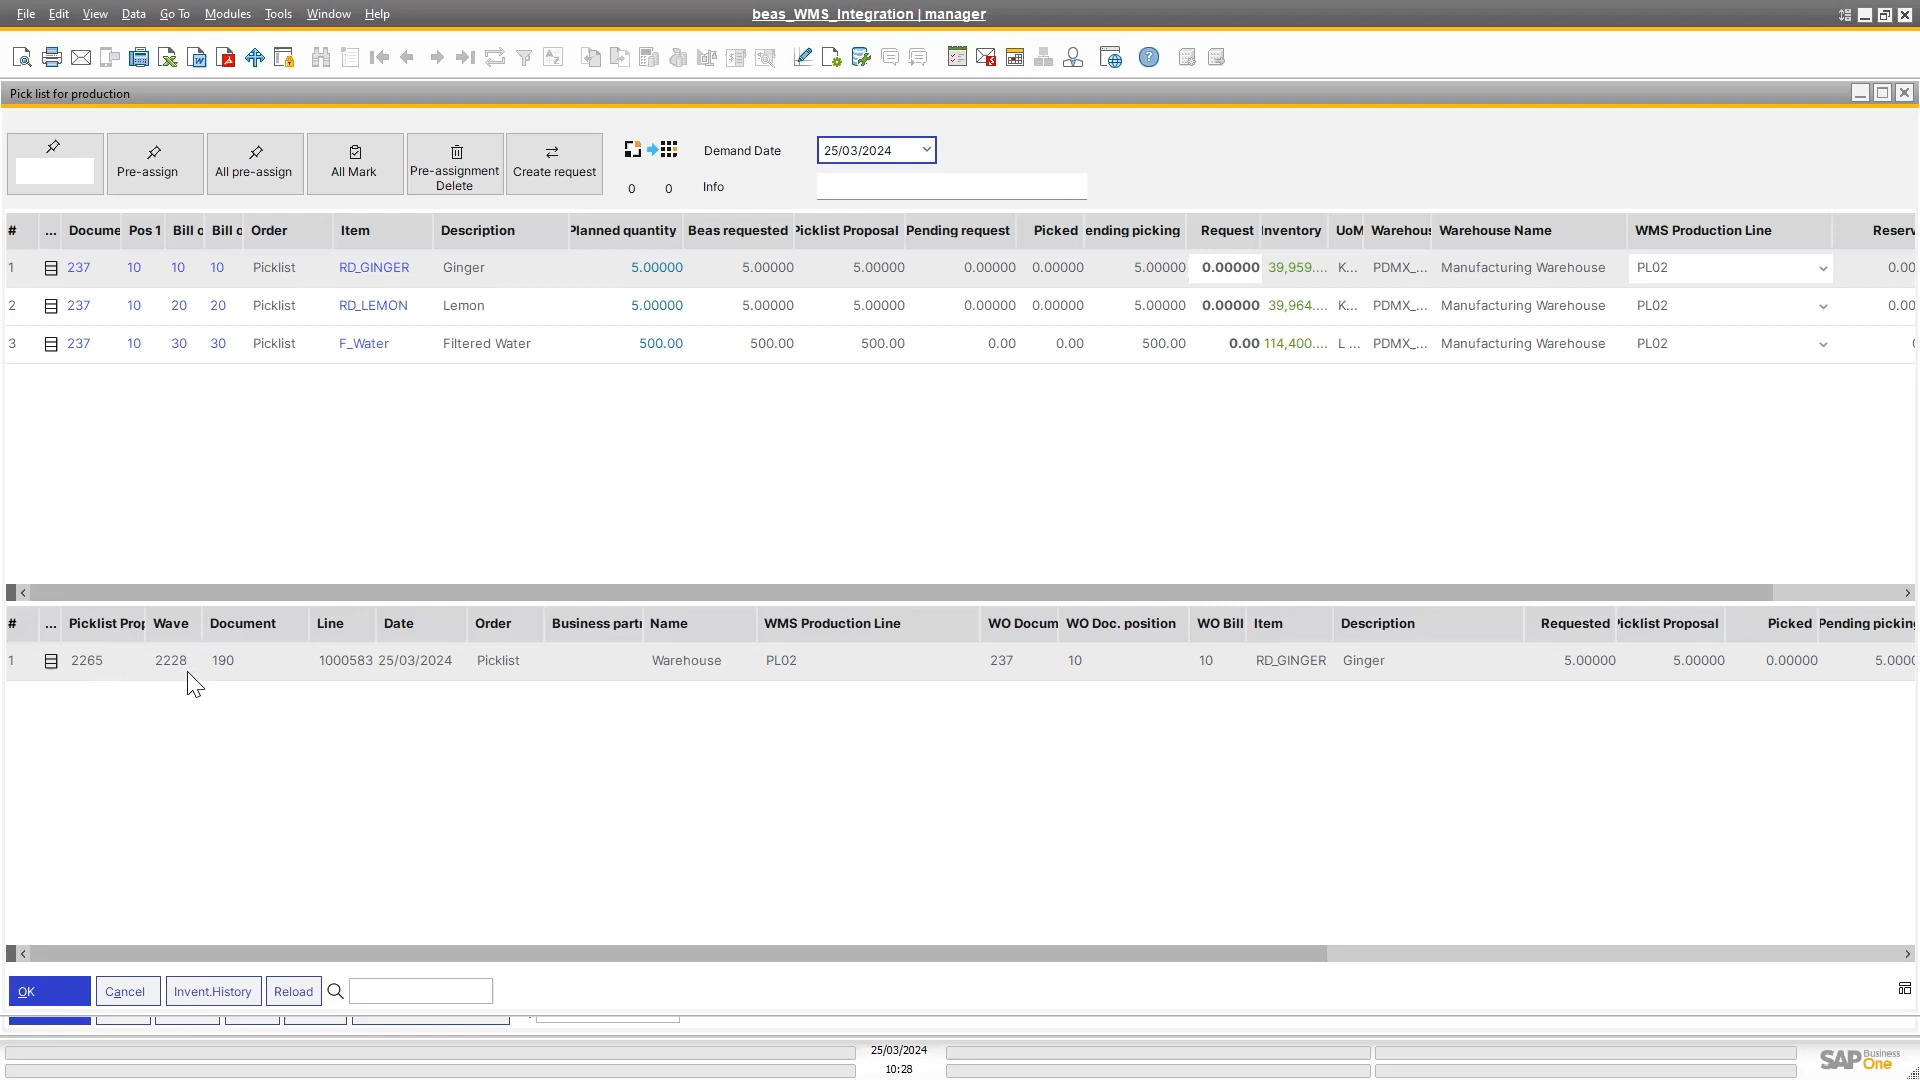 File Edit View Data Go To Modules Tools Window Help
beas_WMS_Integration | manager
Pick list for production
Pre-assign
All pre-assign
All Mark
Pre-assignment
Delete
Create request
0 0
Demand Date 25/03/2024
Info
# ... Docume Pos 1 Bill o Bill o Order Item Description Planned quantity Beas requested Picklist Proposal Pending request Picked ending picking Request Inventory UoM Warehous Warehouse Name WMS Production Line Reserv
1 237 10 10 10 Picklist RD_GINGER Ginger 5.00000 5.00000 5.00000 0.00000 0.00000 5.00000 0.00000 39,959.... K... PDMX_... Manufacturing Warehouse PL02 0.00
2 237 10 20 20 Picklist RD_LEMON Lemon 5.00000 5.00000 5.00000 0.00000 0.00000 5.00000 0.00000 39,964.... K... PDMX_... Manufacturing Warehouse PL02 0.00
3 237 10 30 30 Picklist F_Water Filtered Water 500.00 500.00 500.00 0.00 0.00 500.00 0.00 114,400.... L ... PDMX_... Manufacturing Warehouse PL02
# ... Picklist Prop Wave Document Line Date Order Business partn Name WMS Production Line WO Docum WO Doc. position WO Bill Item Description Requested Picklist Proposal Picked Pending picking
1 2265 2228 190 1000583 25/03/2024 Picklist Warehouse PL02 237 10 10 RD_GINGER Ginger 5.00000 5.00000 0.00000 5.0000
OK Cancel Invent.History Reload
25/03/2024
10:28
SAP Business One